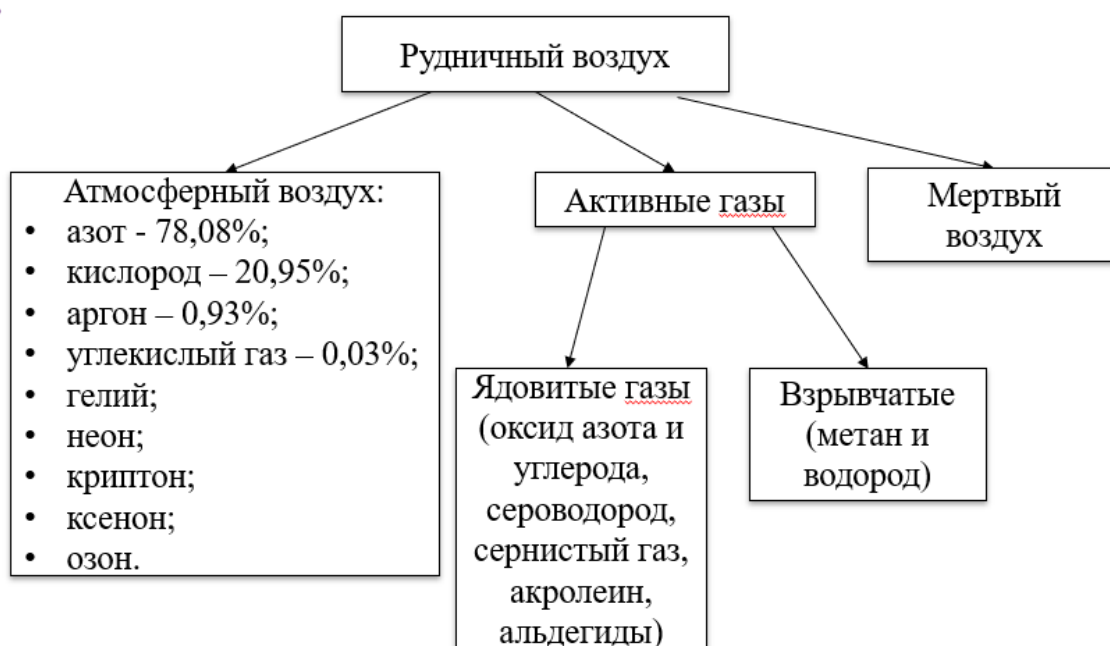 Рудничный воздух
Атмосферный воздух:
• азот - 78,08%;
• кислород – 20,95%;
• аргон – 0,93%;
• углекислый газ – 0,03%;
• гелий;
• неон;
• криптон;
• ксенон;
• озон.
Активные газы
Мертвый
воздух
Ядовитые газы
(оксид азота и
углерода,
сероводород,
сернистый газ,
акролеин,
альдегиды)
Взрывчатые
(метан и
водород)